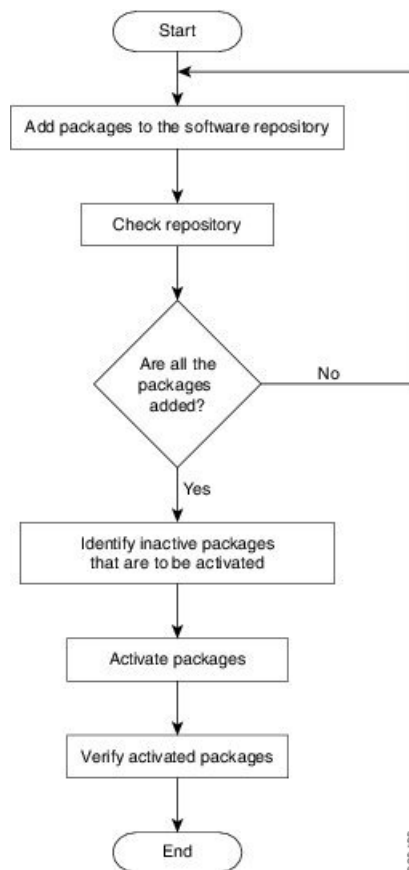 Start
Add packages to the software repository
Check repository
Are all the
packages
added?
No
Yes
Identify inactive packages
that are to be activated
Activate packages
Verify activated packages
End